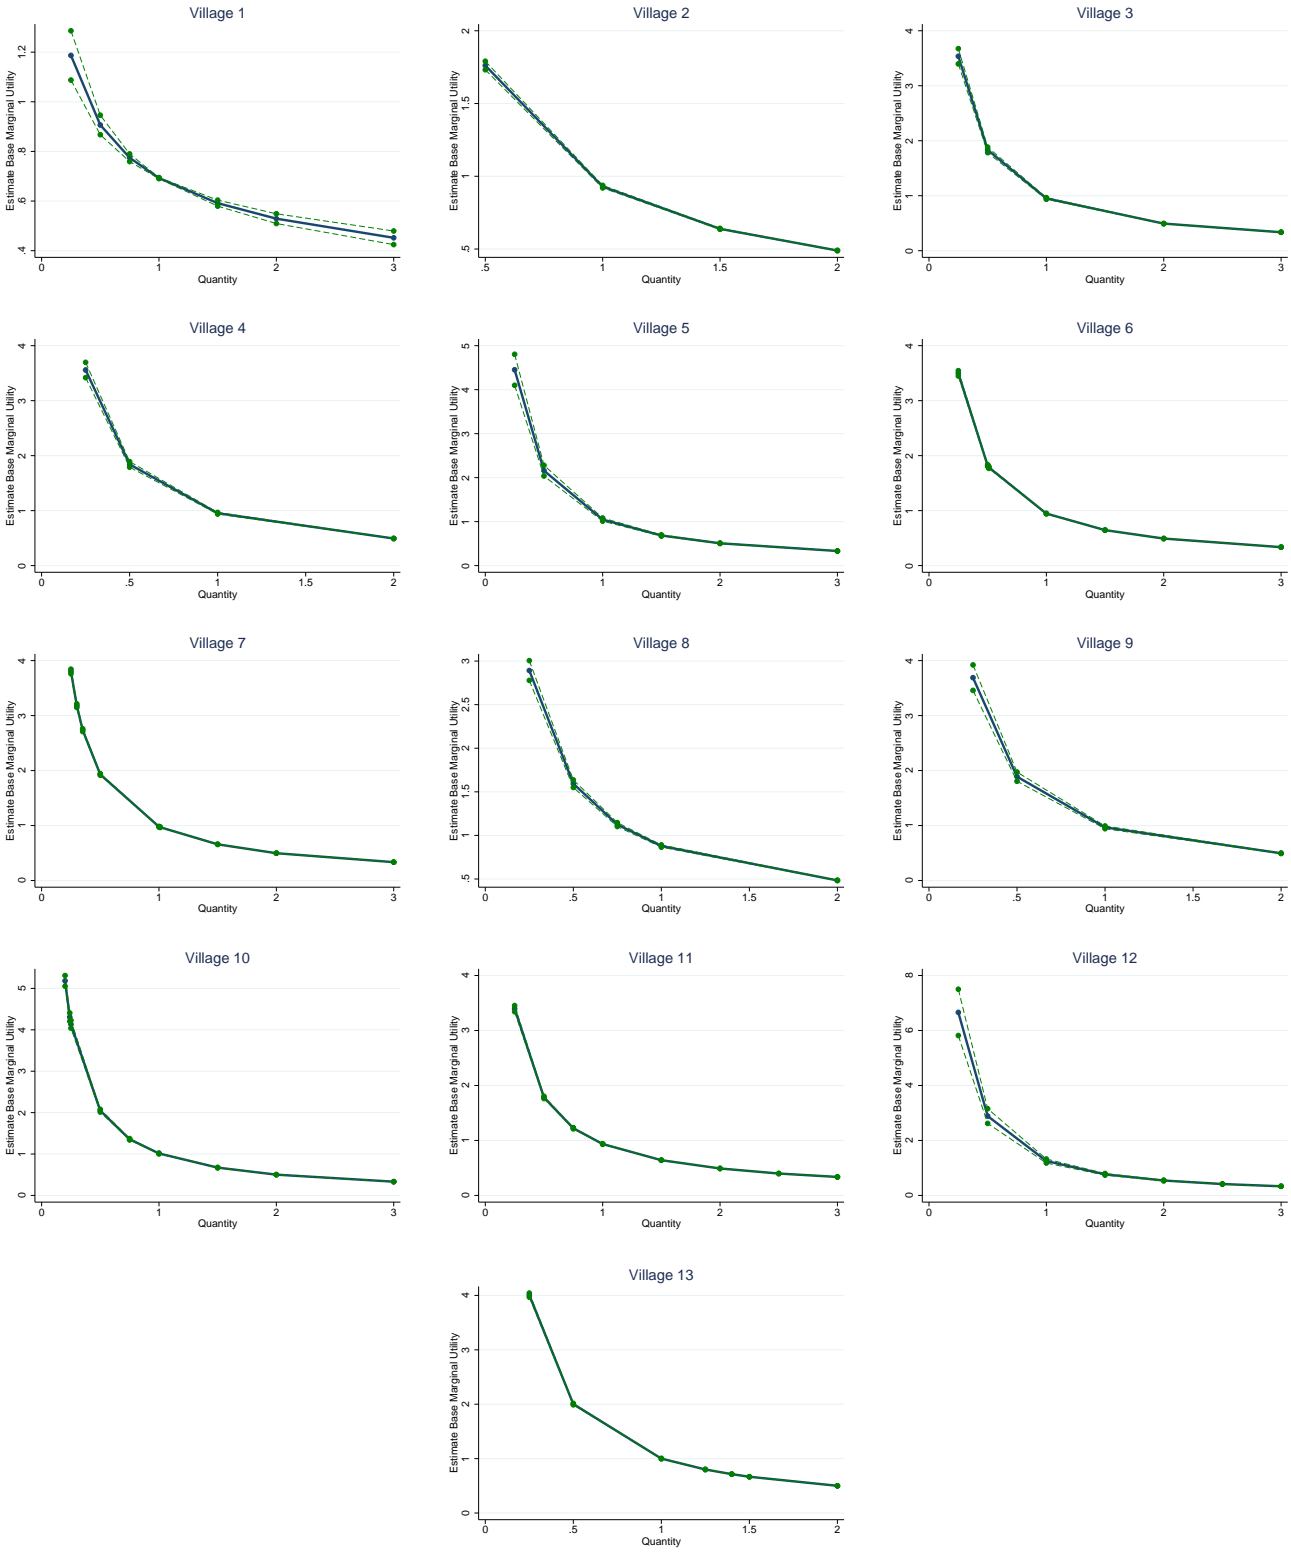 Village 1
Estimate Base Marginal Utility
.4 .6 .8 1 1.2
0 1 2 3
Quantity
Village 2
Estimate Base Marginal Utility
.5 1 1.5 2
.5 1 1.5 2
Quantity
Village 3
Estimate Base Marginal Utility
0 1 2 3 4
0 1 2 3
Quantity
Village 4
Estimate Base Marginal Utility
0 1 2 3 4
0 .5 1 1.5 2
Quantity
Village 5
Estimate Base Marginal Utility
0 1 2 3 4 5
0 1 2 3
Quantity
Village 6
Estimate Base Marginal Utility
0 1 2 3 4
0 1 2 3
Quantity
Village 7
Estimate Base Marginal Utility
0 1 2 3 4
0 1 2 3
Quantity
Village 8
Estimate Base Marginal Utility
.5 1 1.5 2 2.5 3
0 .5 1 1.5 2
Quantity
Village 9
Estimate Base Marginal Utility
0 1 2 3 4
0 .5 1 1.5 2
Quantity
Village 10
Estimate Base Marginal Utility
0 1 2 3 4 5
0 1 2 3
Quantity
Village 11
Estimate Base Marginal Utility
0 1 2 3 4
0 1 2 3
Quantity
Village 12
Estimate Base Marginal Utility
0 2 4 6 8
0 1 2 3
Quantity
Village 13
Estimate Base Marginal Utility
0 1 2 3 4
0 .5 1 1.5 2
Quantity